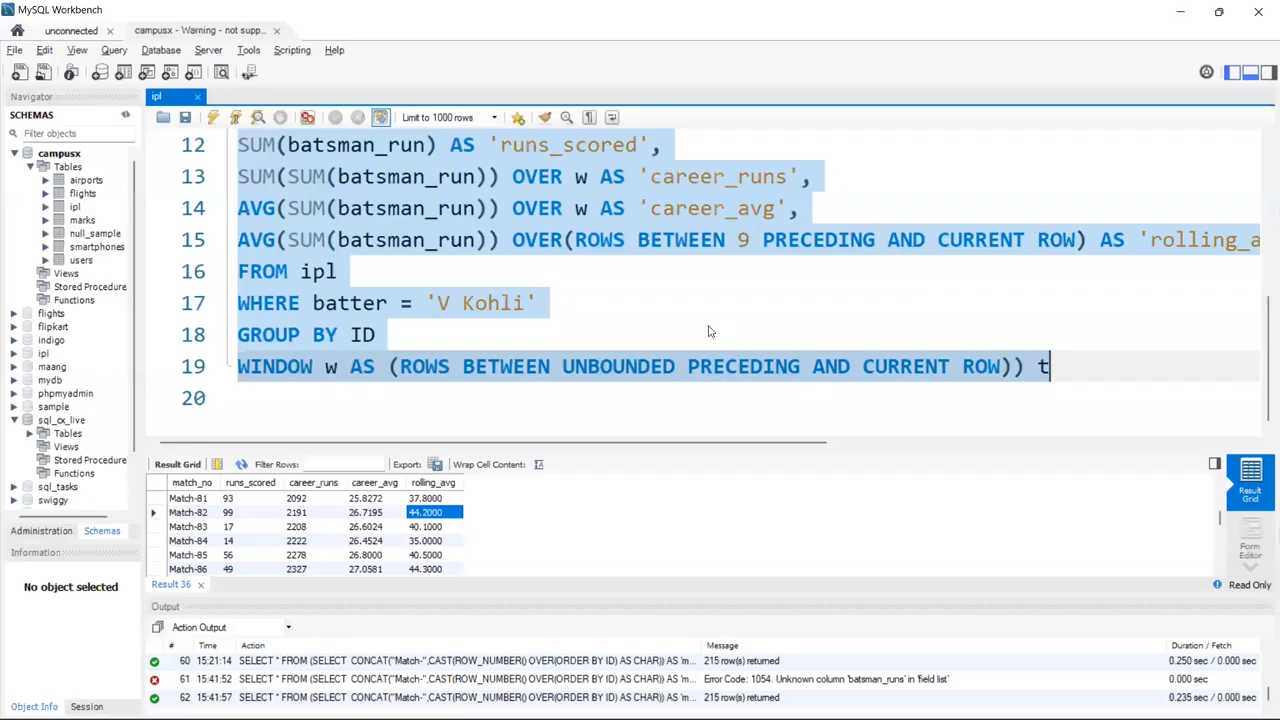 MySQL Workbench
unconnected
campusx - Warning - not supp...
File Edit View Query Database Server Tools Scripting Help
Navigator
SCHEMAS
Filter objects
campusx
Tables
airports
flights
ipl
marks
null_sample
smartphones
users
Views
Stored Procedure
Functions
flights
flipkart
indigo
ipl
maang
mydb
phpmyadmin
sample
sql_cx_live
Tables
Views
Stored Procedure
Functions
sql_tasks
swiggy
Administration Schemas
Information
No object selected
Object Info Session
ipl
Limit to 1000 rows
12 SUM(batsman_run) AS 'runs_scored',
13 SUM(SUM(batsman_run)) OVER w AS 'career_runs',
14 AVG(SUM(batsman_run)) OVER w AS 'career_avg',
15 AVG(SUM(batsman_run)) OVER(ROWS BETWEEN 9 PRECEDING AND CURRENT ROW) AS 'rolling_a
16 FROM ipl
17 WHERE batter = 'V Kohli'
18 GROUP BY ID
19 WINDOW w AS (ROWS BETWEEN UNBOUNDED PRECEDING AND CURRENT ROW)) t
20
Result Grid Filter Rows: Export: Wrap Cell Content:
match_no runs_scored career_runs career_avg rolling_avg
Match-81 93 2092 25.8272 37.8000
Match-82 99 2191 26.7195 44.2000
Match-83 17 2208 26.6024 40.1000
Match-84 14 2222 26.4524 35.0000
Match-85 56 2278 26.8000 40.5000
Match-86 49 2327 27.0581 44.3000
Result Grid
Form Editor
Result 36
Read Only
Output
Action Output
# Time Action Message Duration / Fetch
60 15:21:14 SELECT * FROM (SELECT CONCAT("Match-",CAST(ROW_NUMBER() OVER(ORDER BY ID) AS CHAR)) AS 'm... 215 row(s) returned 0.250 sec / 0.000 sec
61 15:41:52 SELECT * FROM (SELECT CONCAT("Match-",CAST(ROW_NUMBER() OVER(ORDER BY ID) AS CHAR)) AS 'm... Error Code: 1054. Unknown column 'batsman_runs' in 'field list' 0.000 sec
62 15:41:57 SELECT * FROM (SELECT CONCAT("Match-",CAST(ROW_NUMBER() OVER(ORDER BY ID) AS CHAR)) AS 'm... 215 row(s) returned 0.235 sec / 0.000 sec